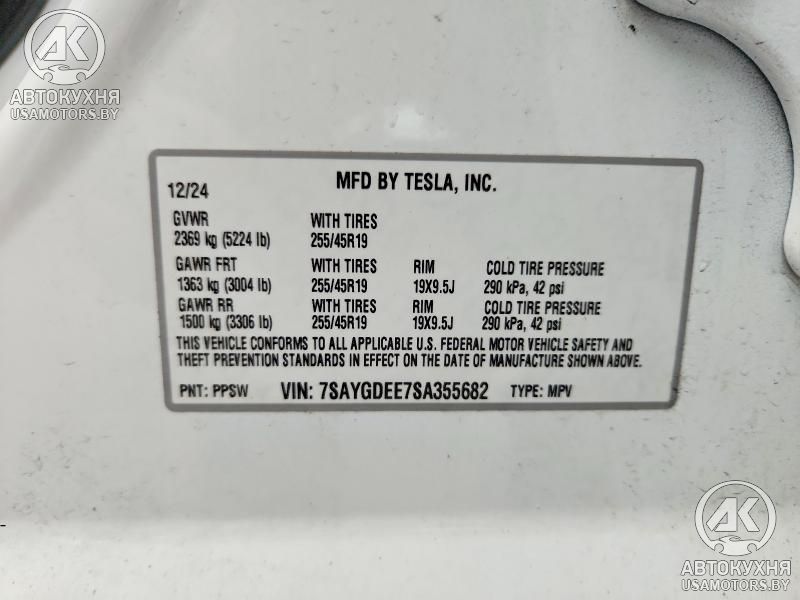 AK
АВТОКУХНЯ
USAMOTORS.BY
12/24 MFD BY TESLA, INC.
GVWR WITH TIRES
2369 kg (5224 lb) 255/45R19
GAWR FRT WITH TIRES RIM COLD TIRE PRESSURE
1363 kg (3004 lb) 255/45R19 19X9.5J 290 kPa, 42 psi
GAWR RR WITH TIRES RIM COLD TIRE PRESSURE
1500 kg (3306 lb) 255/45R19 19X9.5J 290 kPa, 42 psi
THIS VEHICLE CONFORMS TO ALL APPLICABLE U.S. FEDERAL MOTOR VEHICLE SAFETY AND
THEFT PREVENTION STANDARDS IN EFFECT ON THE DATE OF MANUFACTURE SHOWN ABOVE.
PNT: PPSW VIN: 7SAYGDEE7SA355682 TYPE: MPV
AK
АВТОКУХНЯ
USAMOTORS.BY